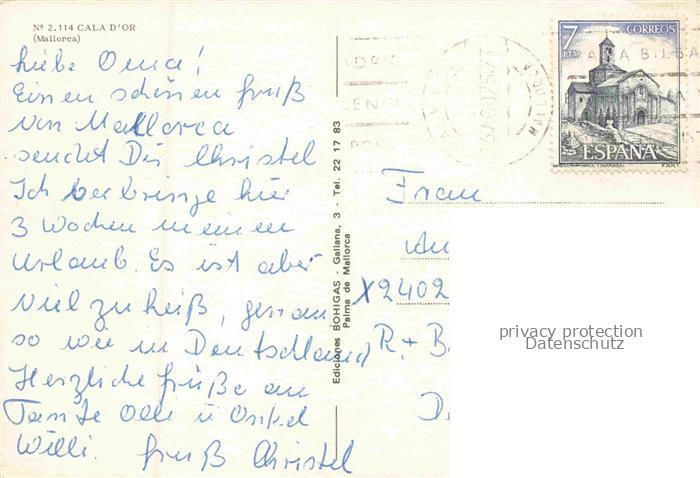 Nº 2.114 CALA D'OR
(Mallorca)
Liebe Oma!
Einen schönen Gruß
von Mallorca
sendet Dir Christel
Ich verbringe hier
3 Wochen meinen
Urlaub. Es ist aber
viel zu heiß, genau
so wie in Deutschland
Herzliche Grüße an
Tante Olli u Onkel
Willi. Gruß Christel
Ediciones BOHIGAS - Galiana, 3 - Tel. 22 17 83
Palma de Mallorca
7 PTA
CORREOS
ESPAÑA
MALLORCA
Frau
X2402
R. + B
privacy protection
Datenschutz